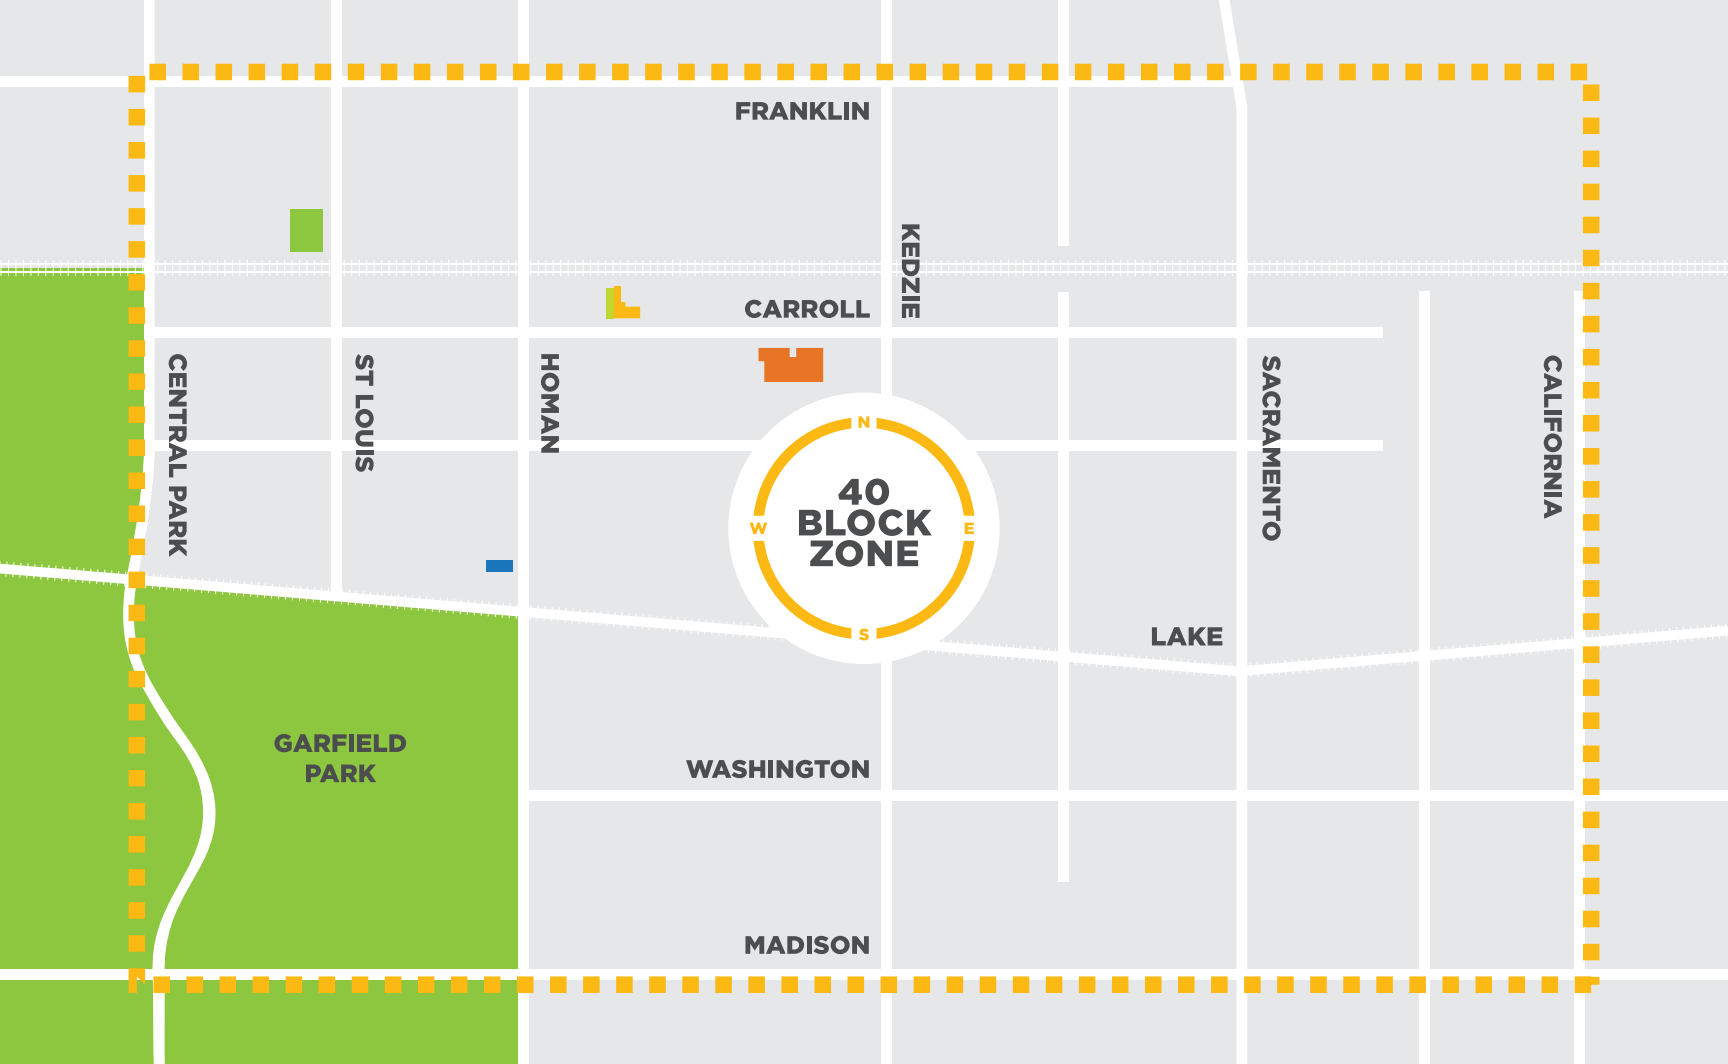 FRANKLIN
KEDZIE
CARROLL
CENTRAL PARK
ST LOUIS
HOMAN
SACRAMENTO
CALIFORNIA
N
40
BLOCK
ZONE
W
E
S
LAKE
GARFIELD
PARK
WASHINGTON
MADISON